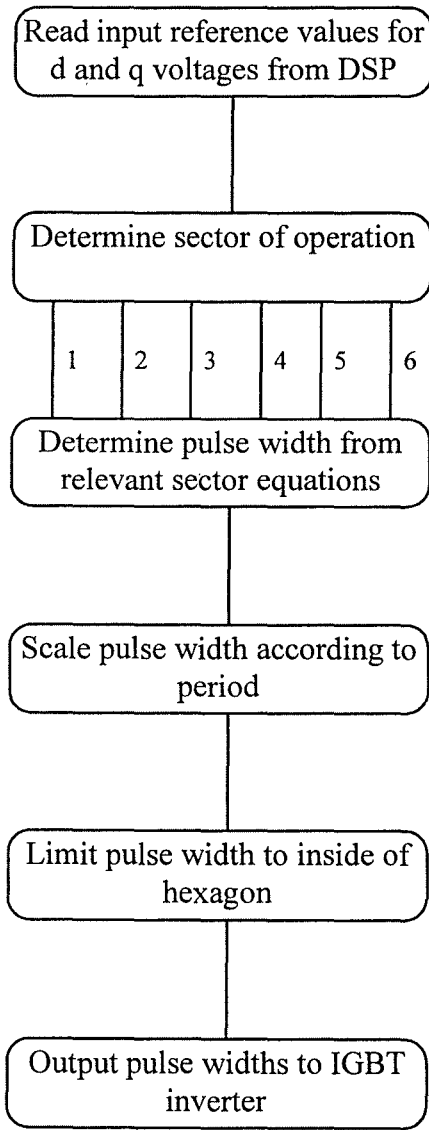 Read input reference values for
d and q voltages from DSP
Determine sector of operation
1 2 3 4 5 6
Determine pulse width from
relevant sector equations
Scale pulse width according to
period
Limit pulse width to inside of
hexagon
Output pulse widths to IGBT
inverter